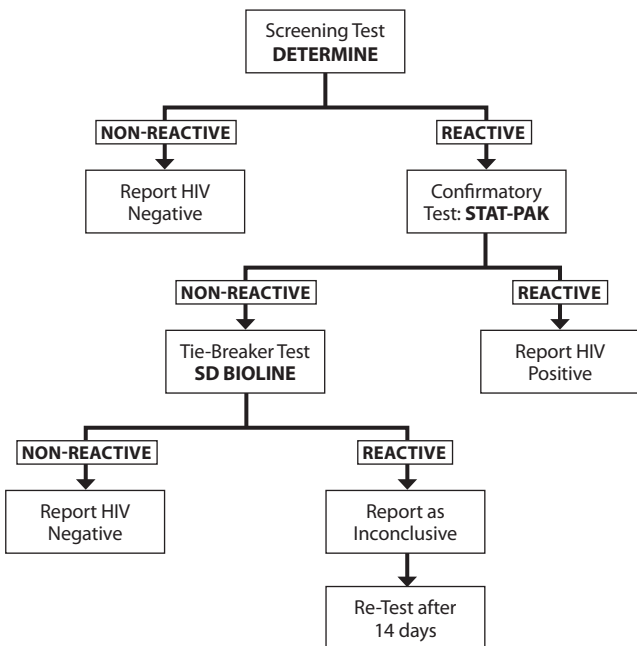 Screening Test
DETERMINE
NON-REACTIVE
REACTIVE
Report HIV
Negative
Confirmatory
Test: STAT-PAK
NON-REACTIVE
REACTIVE
Tie-Breaker Test
SD BIOLINE
Report HIV
Positive
NON-REACTIVE
REACTIVE
Report HIV
Negative
Report as
Inconclusive
Re-Test after
14 days